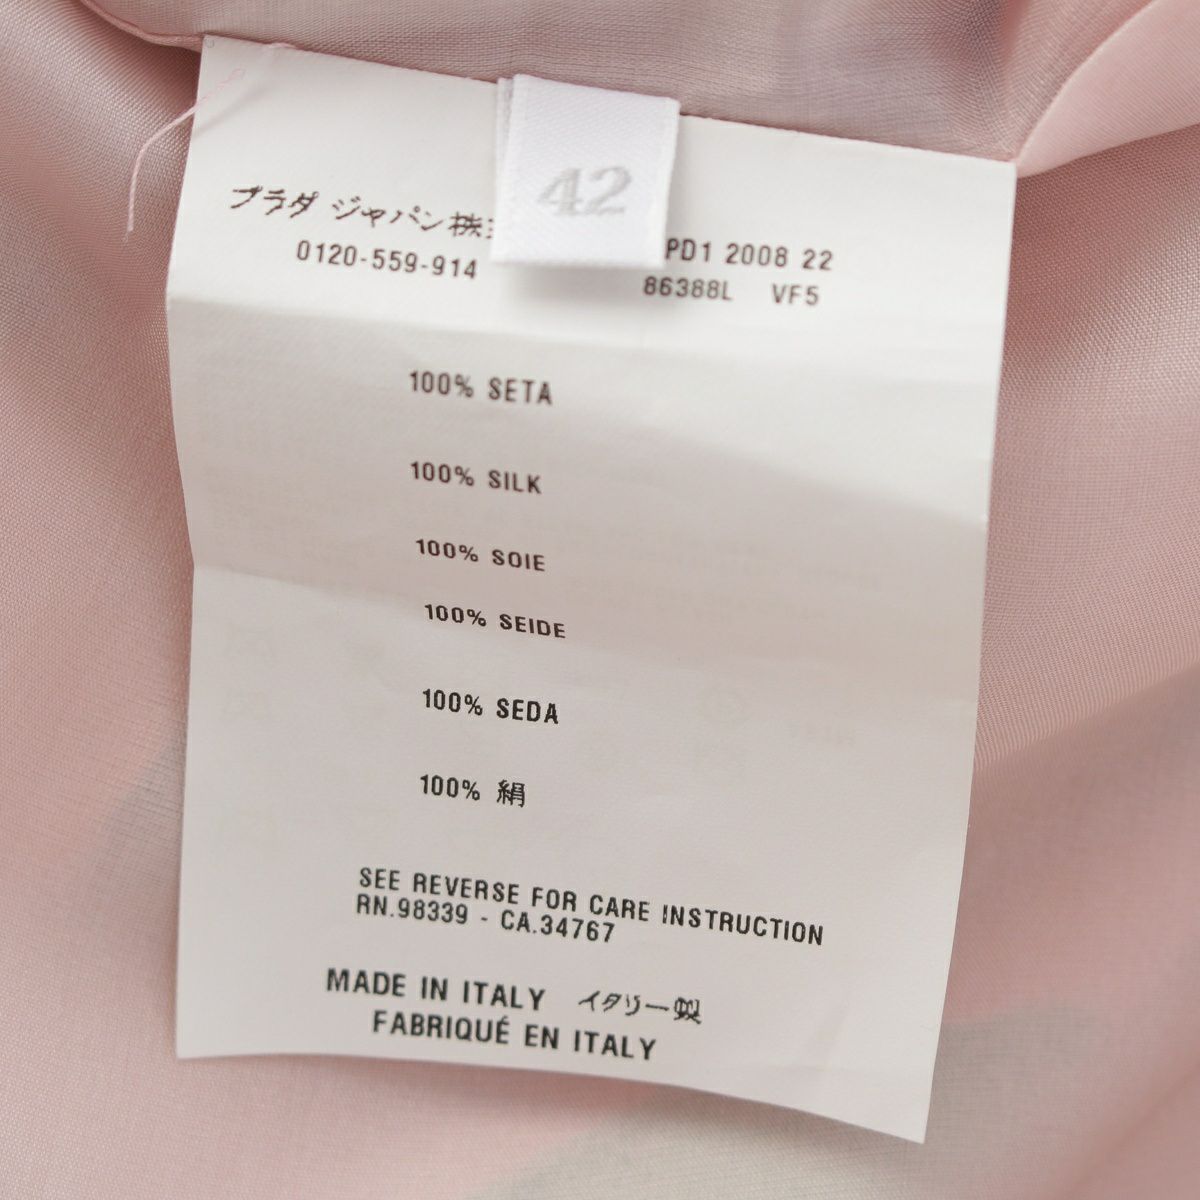 42
プラダ ジャパン株
0120-559-914
PD1 2008 22
86388L VF5
100% SETA
100% SILK
100% SOIE
100% SEIDE
100% SEDA
100% 絹
SEE REVERSE FOR CARE INSTRUCTION
RN.98339 - CA.34767
MADE IN ITALY イタリー製
FABRIQUÉ EN ITALY